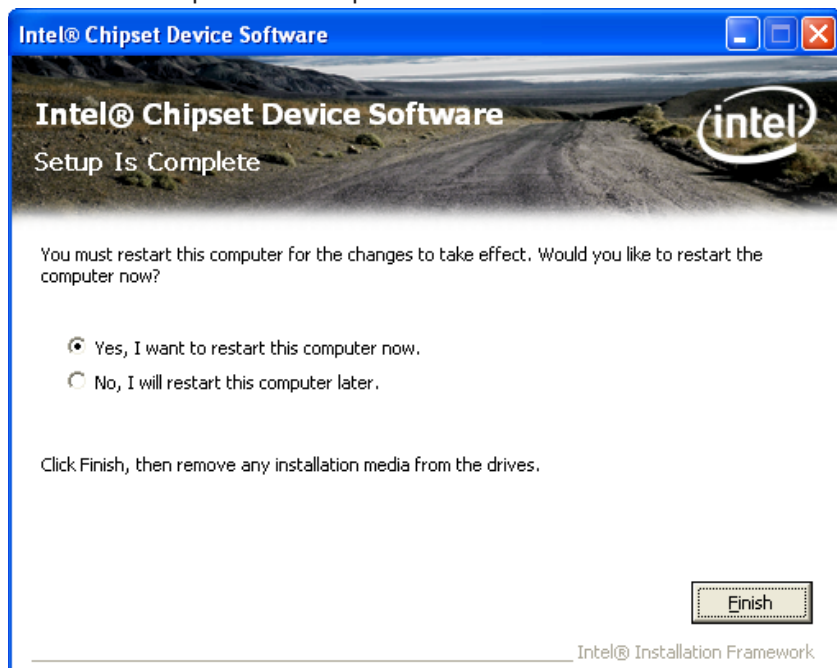 Intel® Chipset Device Software
Intel® Chipset Device Software
intel
Setup Is Complete
You must restart this computer for the changes to take effect. Would you like to restart the
computer now?
Yes, I want to restart this computer now.
No, I will restart this computer later.
Click Finish, then remove any installation media from the drives.
Finish
Intel® Installation Framework